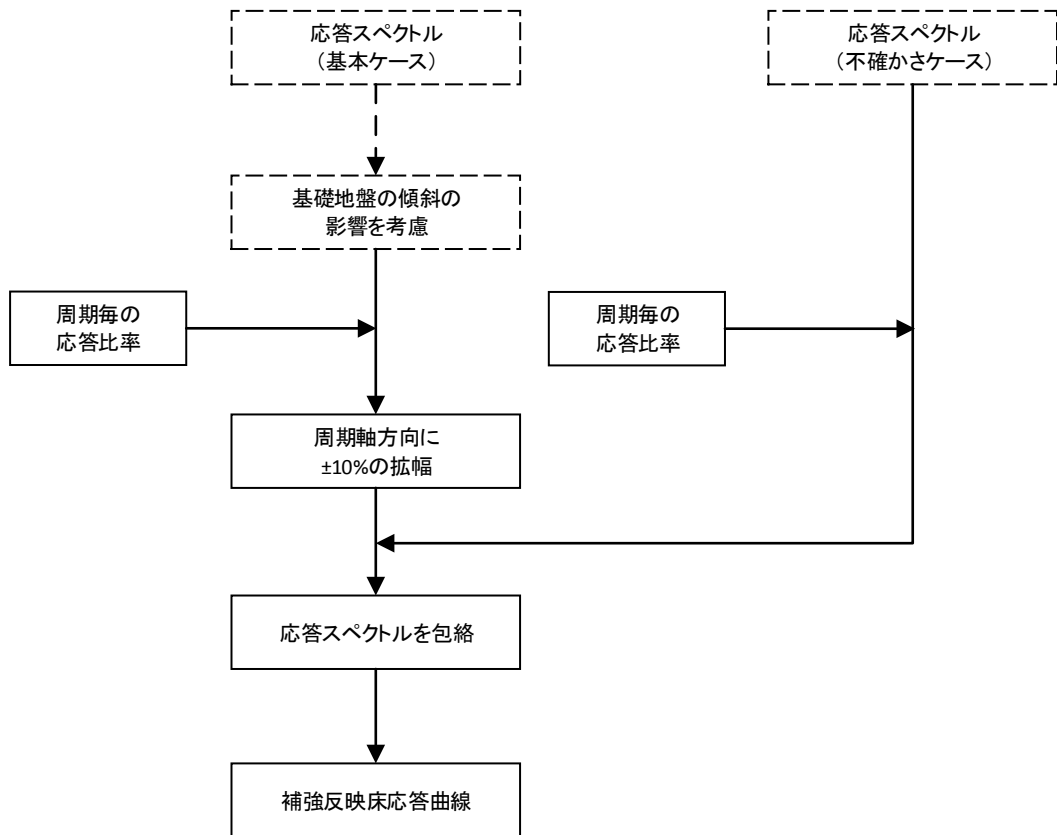 応答スペクトル
（基本ケース）
応答スペクトル
（不確かさケース）
基礎地盤の傾斜の
影響を考慮
周期毎の
応答比率
周期毎の
応答比率
周期軸方向に
±10%の拡幅
応答スペクトルを包絡
補強反映床応答曲線